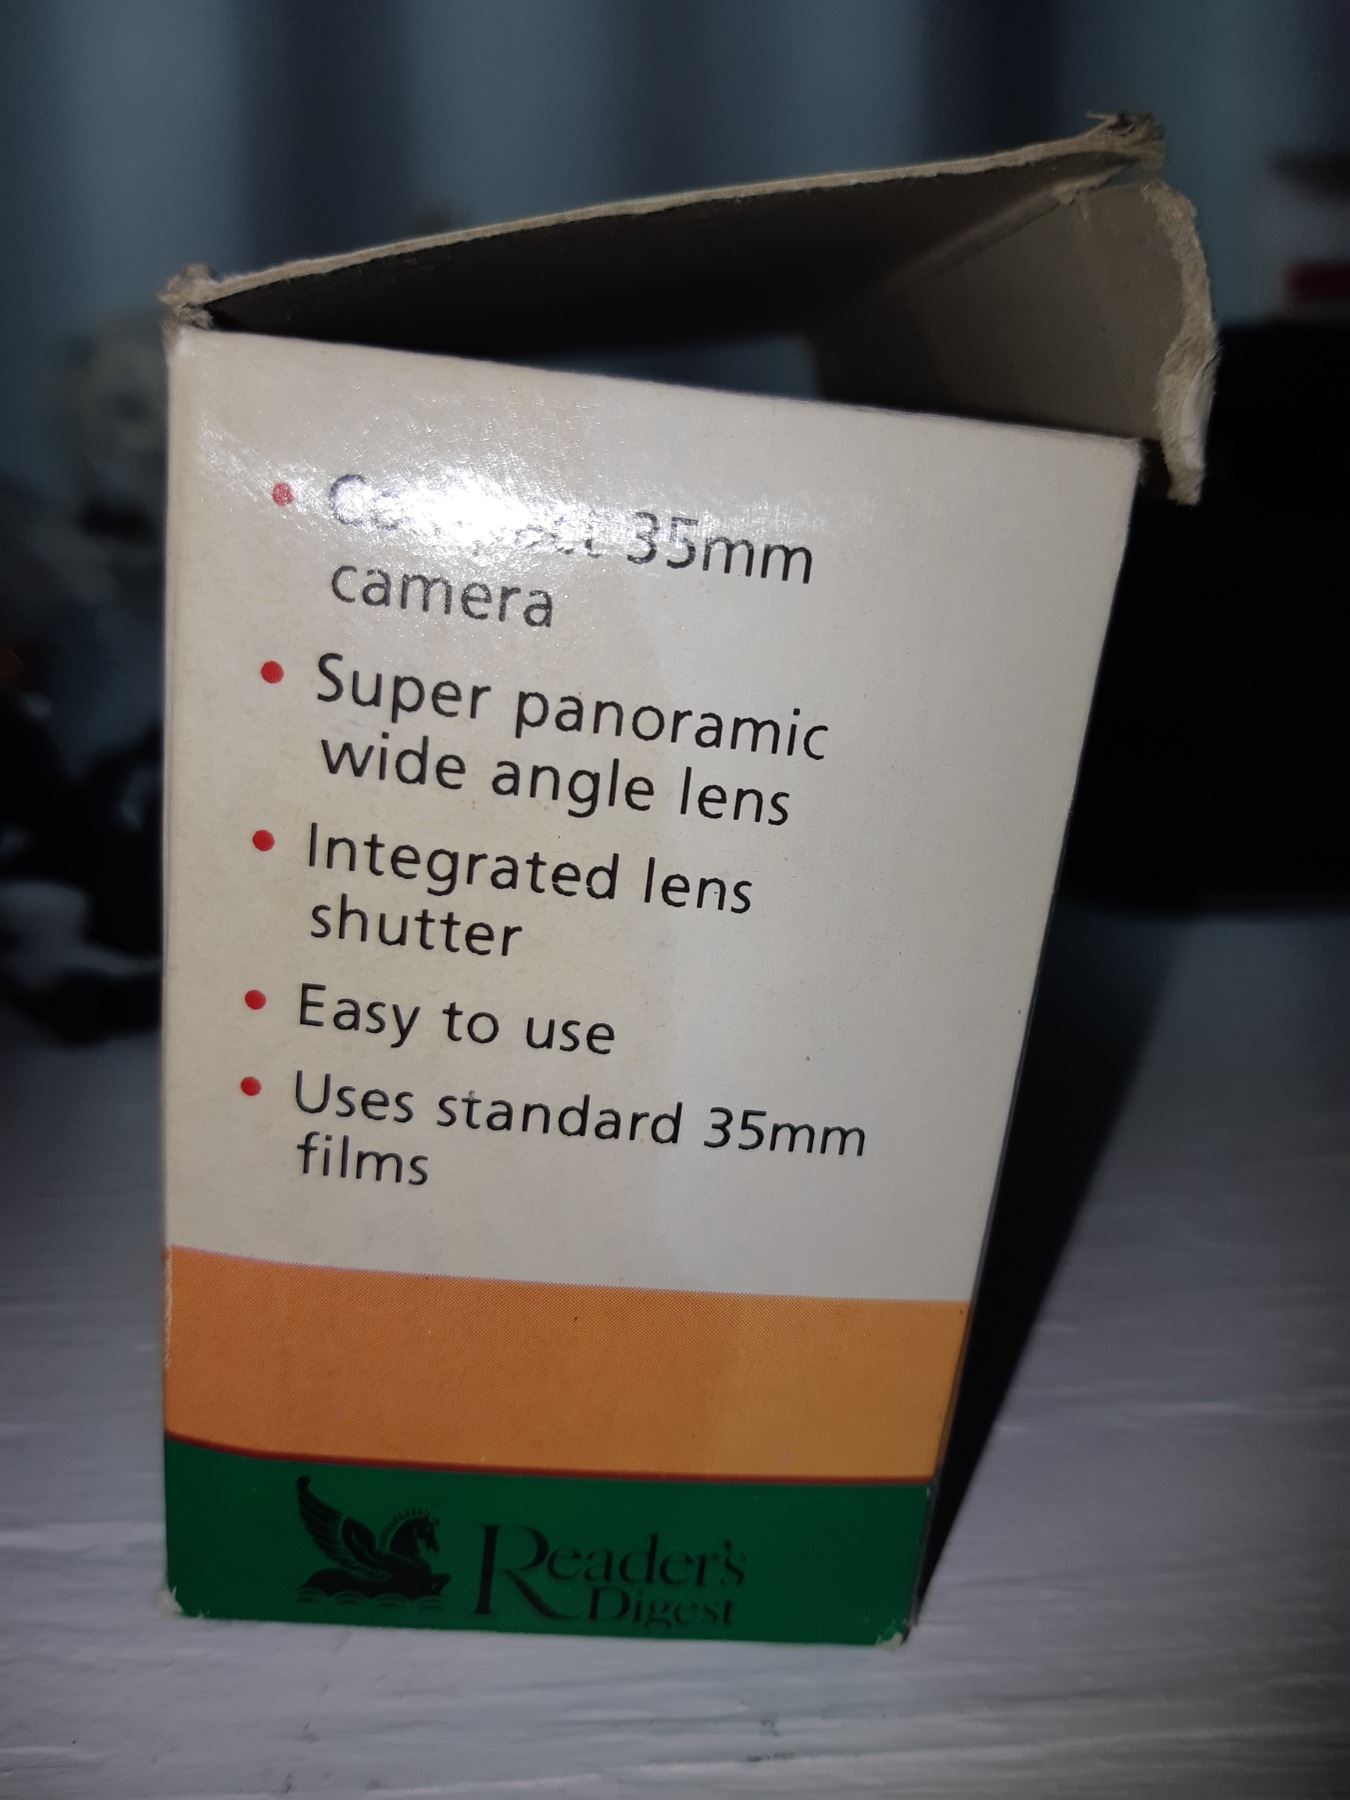 • 35mm
camera
• Super panoramic
wide angle lens
• Integrated lens
shutter
• Easy to use
• Uses standard 35mm
films
Reader's
Digest